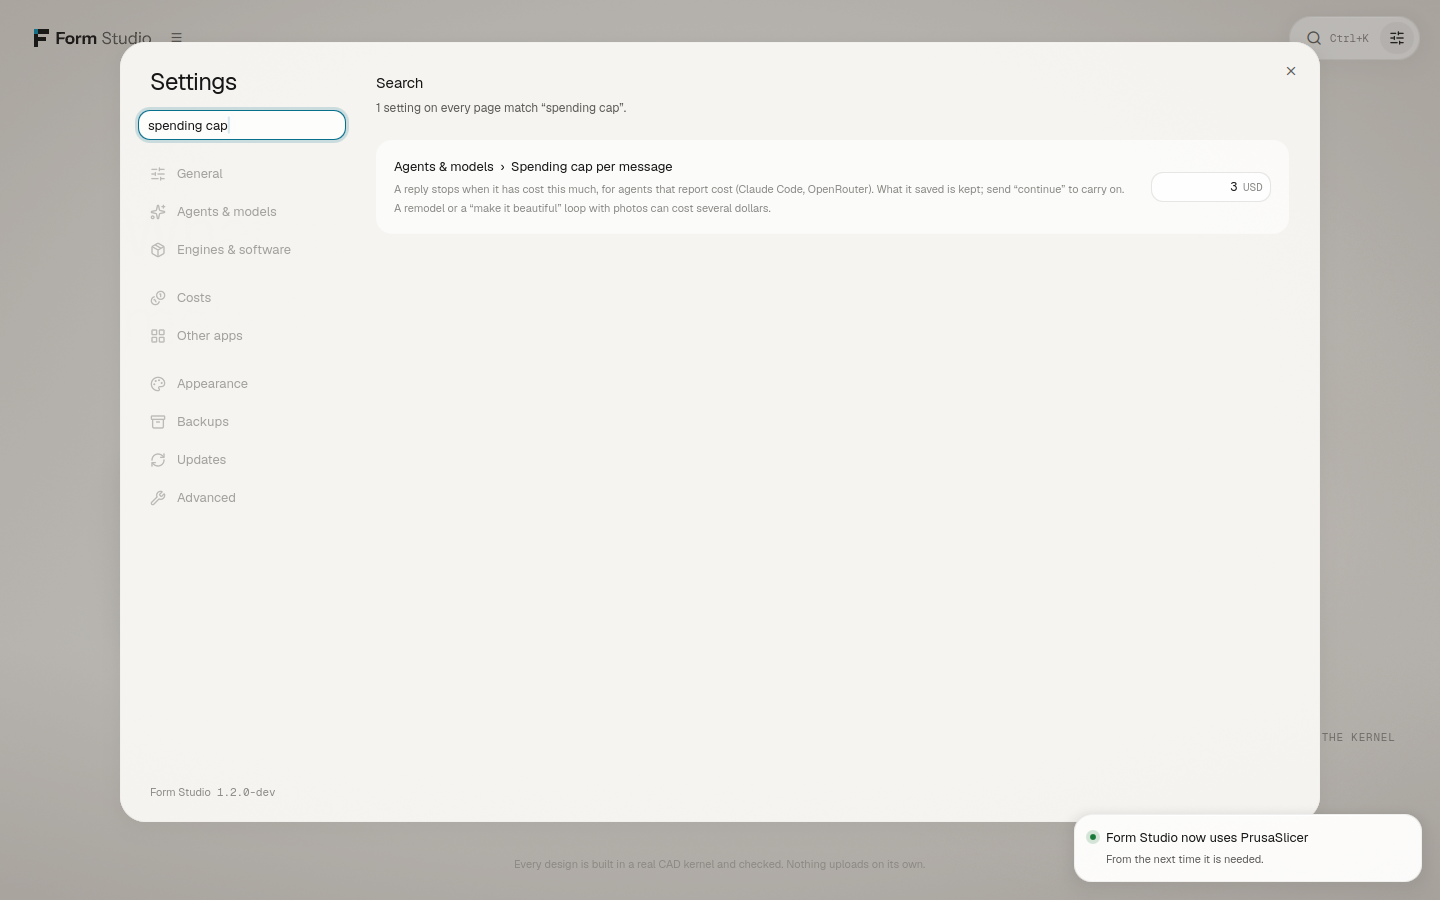 Form Studio
Ctrl+K
Settings
spending cap
General
Agents & models
Engines & software
Costs
Other apps
Appearance
Backups
Updates
Advanced
Form Studio 1.2.0-dev
Search
1 setting on every page match “spending cap”.
Agents & models › Spending cap per message
A reply stops when it has cost this much, for agents that report cost (Claude Code, OpenRouter). What it saved is kept; send “continue” to carry on.
A remodel or a “make it beautiful” loop with photos can cost several dollars.
3 USD
THE KERNEL
Every design is built in a real CAD kernel and checked. Nothing uploads on its own.
Form Studio now uses PrusaSlicer
From the next time it is needed.